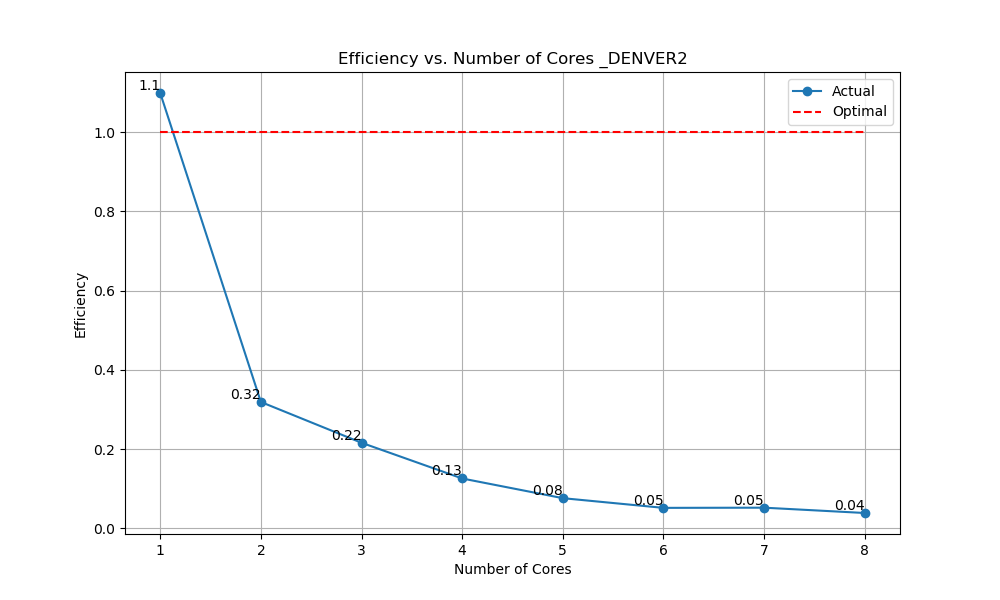 Efficiency vs. Number of Cores _DENVER2
Actual
Optimal
Efficiency
1.0
0.8
0.6
0.4
0.2
0.0
1.1
0.32
0.22
0.13
0.08
0.05
0.05
0.04
1 2 3 4 5 6 7 8
Number of Cores